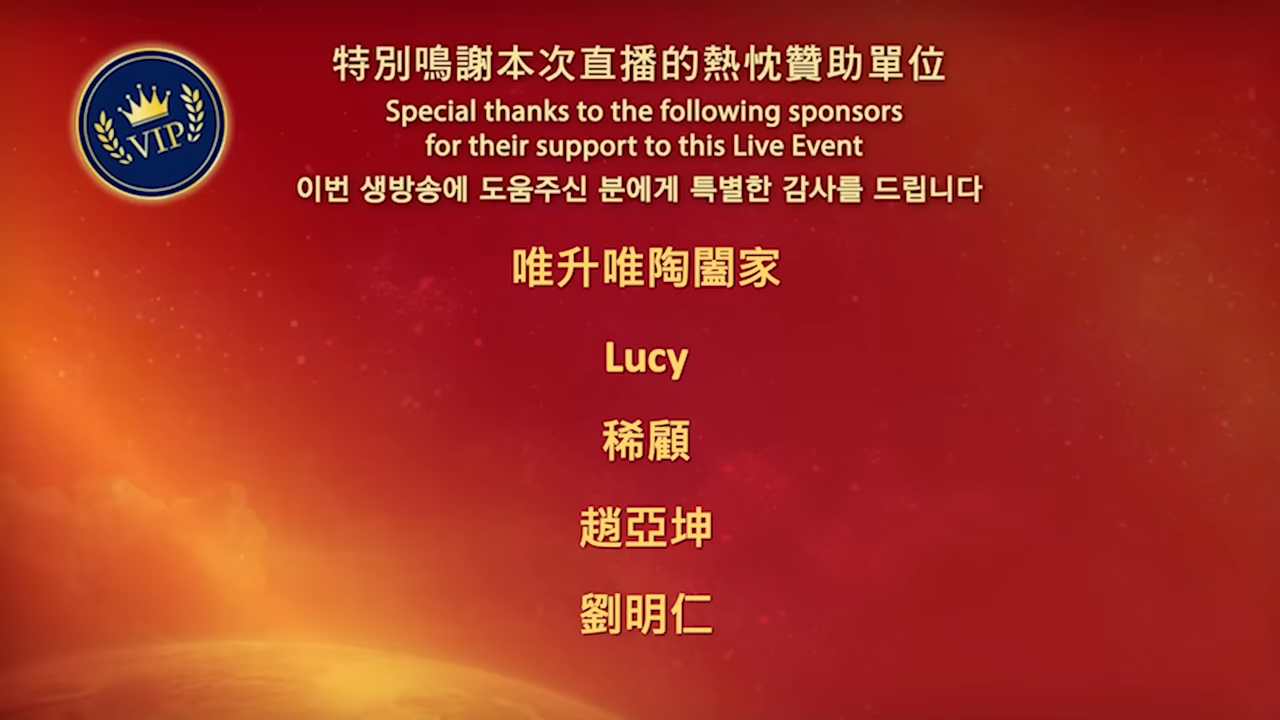 特別鳴謝本次直播的熱忱贊助單位
VIP
Special thanks to the following sponsors
for their support to this Live Event
이번 생방송에 도움주신 분에게 특별한 감사를 드립니다
唯升唯陶闔家
Lucy
稀顧
趙亞坤
劉明仁